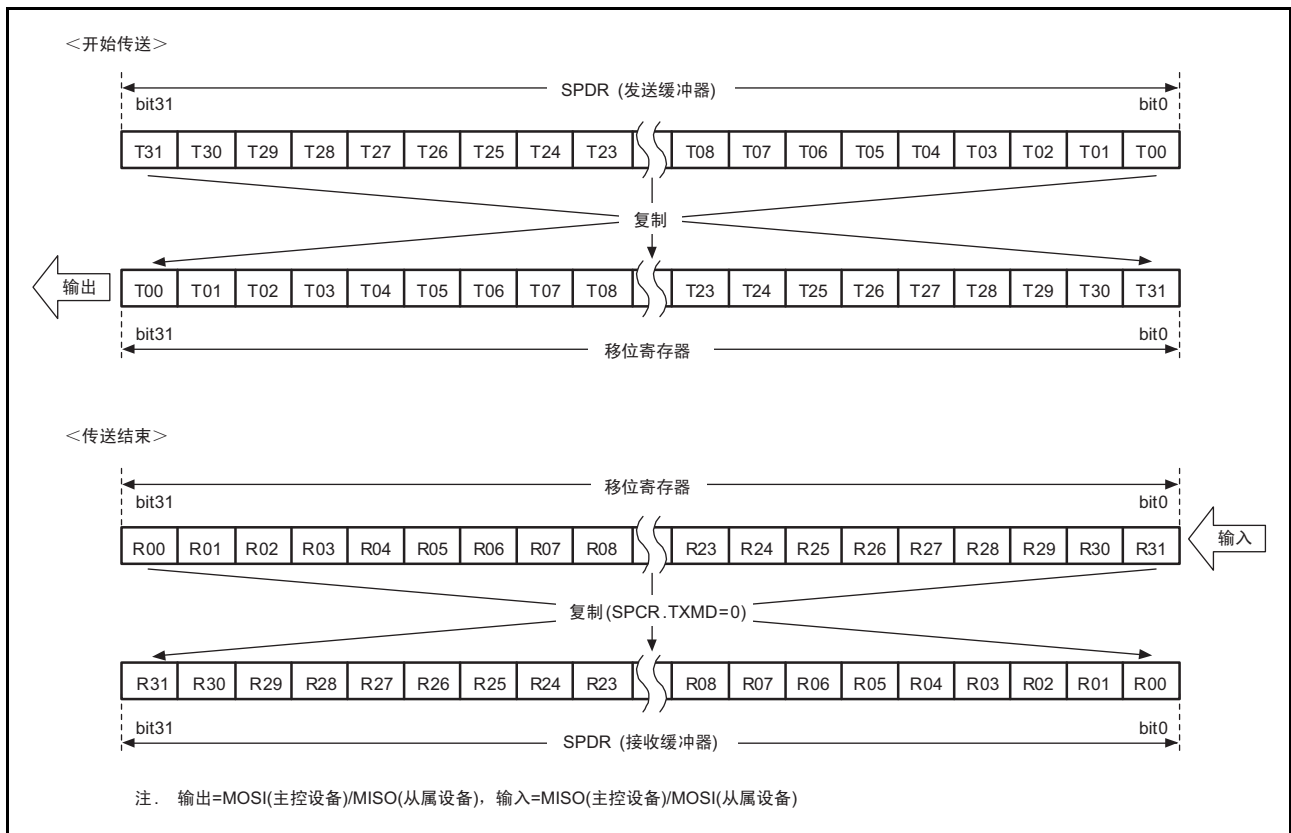 ＜开始传送＞
SPDR (发送缓冲器)
bit31 bit0
T31 T30 T29 T28 T27 T26 T25 T24 T23 T08 T07 T06 T05 T04 T03 T02 T01 T00
复制
输出
T00 T01 T02 T03 T04 T05 T06 T07 T08 T23 T24 T25 T26 T27 T28 T29 T30 T31
bit31 bit0
移位寄存器
＜传送结束＞
移位寄存器
bit31 bit0
R00 R01 R02 R03 R04 R05 R06 R07 R08 R23 R24 R25 R26 R27 R28 R29 R30 R31
输入
复制(SPCR.TXMD=0)
R31 R30 R29 R28 R27 R26 R25 R24 R23 R08 R07 R06 R05 R04 R03 R02 R01 R00
bit31 bit0
SPDR (接收缓冲器)
注. 输出=MOSI(主控设备)/MISO(从属设备)，输入=MISO(主控设备)/MOSI(从属设备)